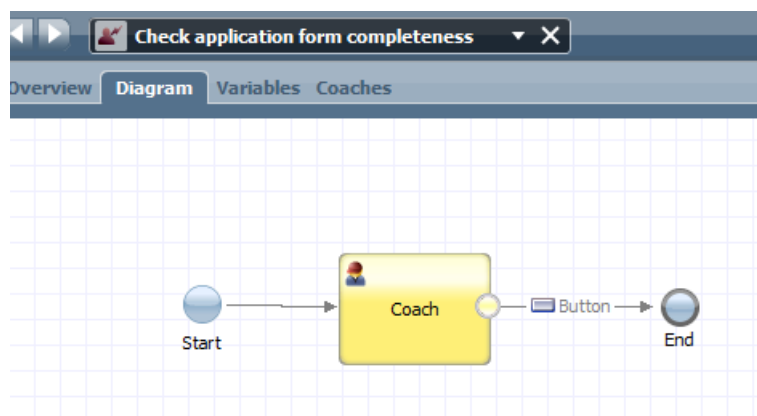 Check application form completeness
Overview Diagram Variables Coaches
Coach
Button
Start
End